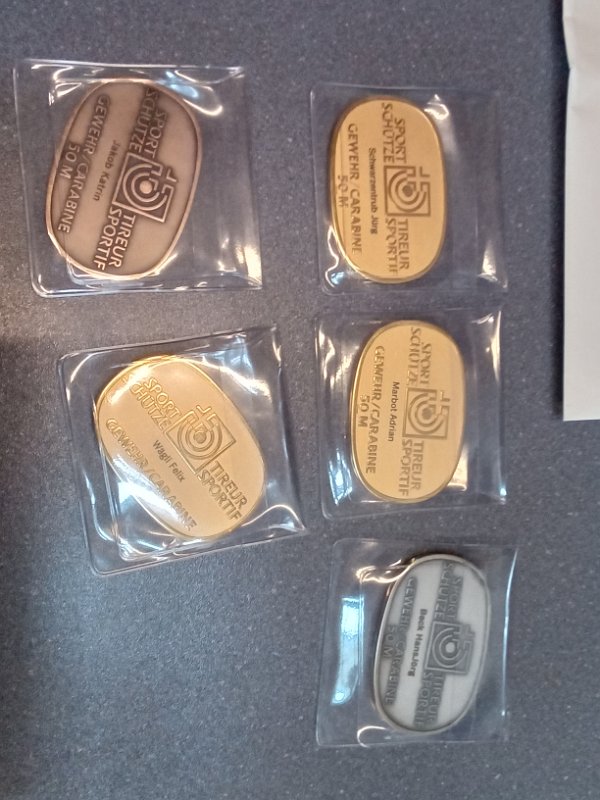 SPORT
SCHÜTZE
TIREUR
SPORTIF
Jakob Katrin
GEWEHR/CARABINE
50 M
SPORT
SCHÜTZE
TIREUR
SPORTIF
Schwarzentrub Jürg
GEWEHR/CARABINE
50 M
SPORT
SCHÜTZE
TIREUR
SPORTIF
Wägli Felix
GEWEHR/CARABINE
SPORT
SCHÜTZE
TIREUR
SPORTIF
Marbot Adrian
GEWEHR/CARABINE
50 M
SPORT
SCHÜTZE
TIREUR
SPORTIF
Beck HansJörg
GEWEHR/CARABINE
50 M